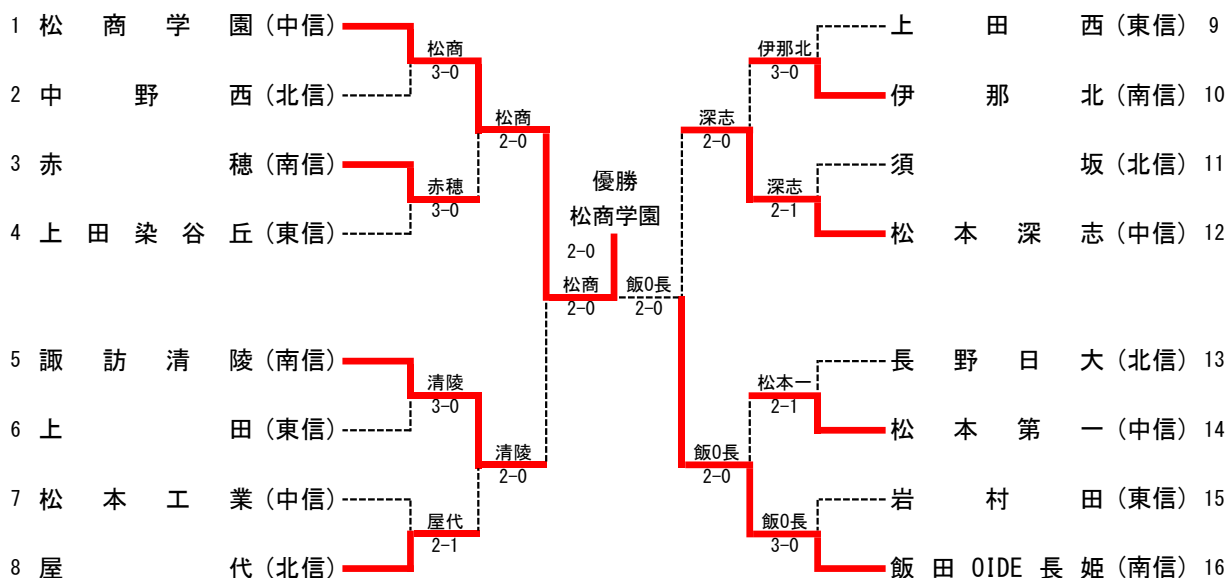 1 松商学園(中信)
2 中野西(北信)
3 赤穂(南信)
4 上田染谷丘(東信)
5 諏訪清陵(南信)
6 上田(東信)
7 松本工業(中信)
8 屋代(北信)
松商
3-0
赤穂
3-0
清陵
3-0
屋代
2-1
松商
2-0
清陵
2-0
松商
2-0
優勝
松商学園
2-0
飯O長
2-0
深志
2-0
飯O長
2-0
伊那北
3-0
深志
2-1
松本一
2-1
飯O長
3-0
上田西(東信) 9
伊那北(南信) 10
須坂(北信) 11
松本深志(中信) 12
長野日大(北信) 13
松本第一(中信) 14
岩村田(東信) 15
飯田OIDE長姫(南信) 16